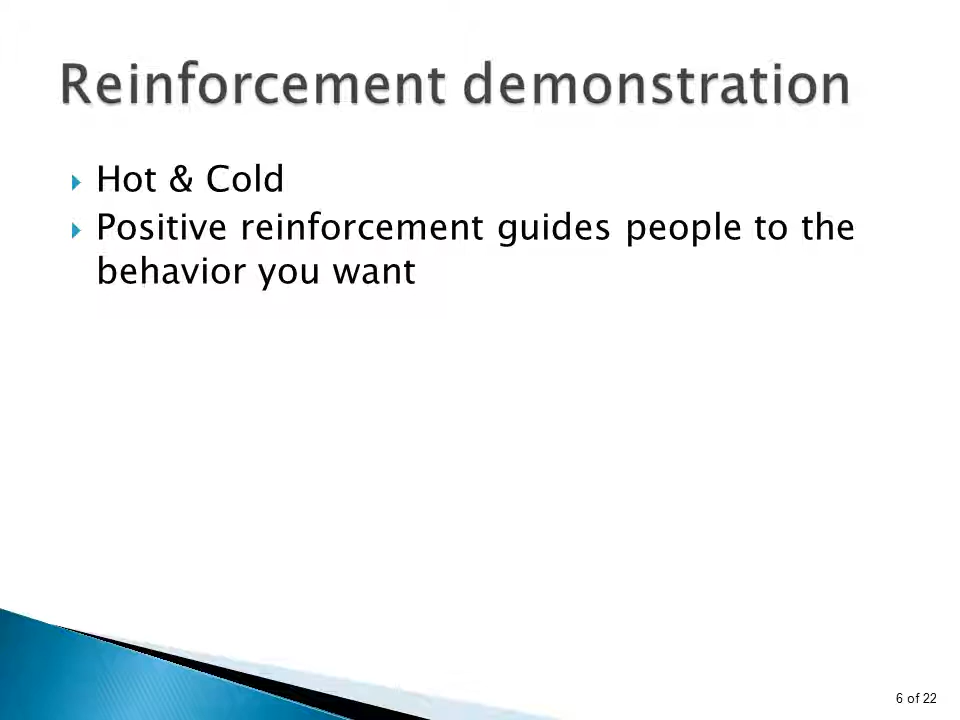 Reinforcement demonstration
Hot & Cold
Positive reinforcement guides people to the
behavior you want
6 of 22